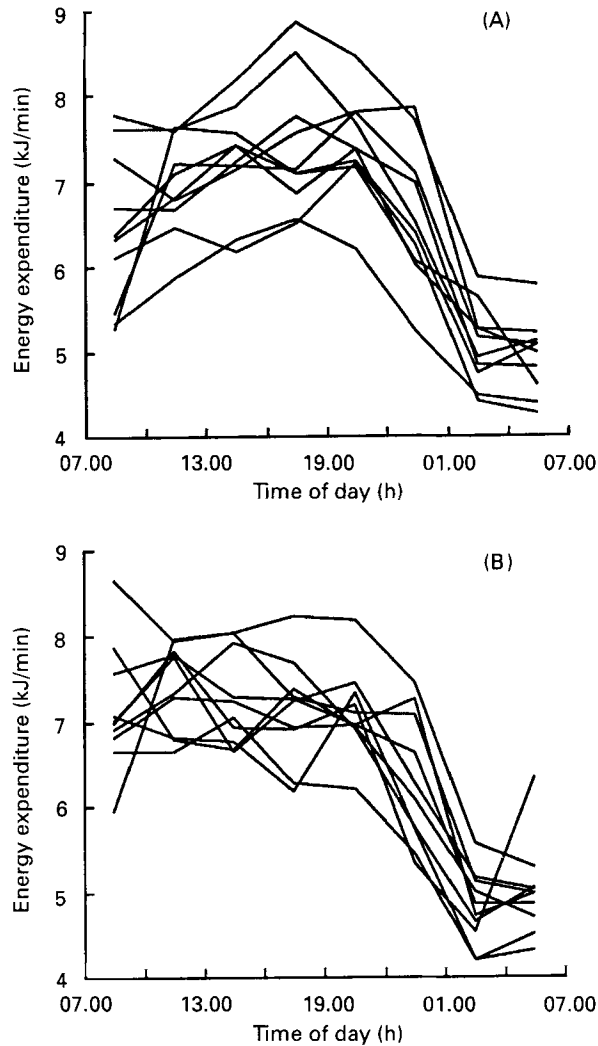 (A)
9
8
7
6
5
4
Energy expenditure (kJ/min)
07.00 13.00 19.00 01.00 07.00
Time of day (h)
(B)
9
8
7
6
5
4
Energy expenditure (kJ/min)
07.00 13.00 19.00 01.00 07.00
Time of day (h)